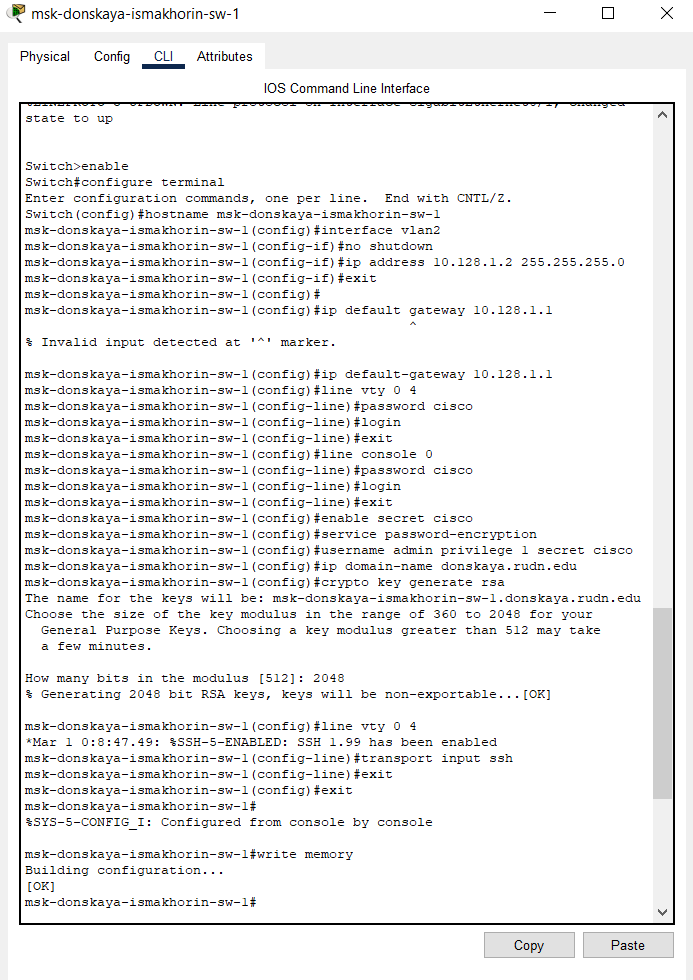 msk-donskaya-ismakhorin-sw-1
Physical Config CLI Attributes
IOS Command Line Interface
state to up
Switch>enable
Switch#configure terminal
Enter configuration commands, one per line.  End with CNTL/Z.
Switch(config)#hostname msk-donskaya-ismakhorin-sw-1
msk-donskaya-ismakhorin-sw-1(config)#interface vlan2
msk-donskaya-ismakhorin-sw-1(config-if)#no shutdown
msk-donskaya-ismakhorin-sw-1(config-if)#ip address 10.128.1.2 255.255.255.0
msk-donskaya-ismakhorin-sw-1(config-if)#exit
msk-donskaya-ismakhorin-sw-1(config)#
msk-donskaya-ismakhorin-sw-1(config)#ip default gateway 10.128.1.1
^
% Invalid input detected at '^' marker.
msk-donskaya-ismakhorin-sw-1(config)#ip default-gateway 10.128.1.1
msk-donskaya-ismakhorin-sw-1(config)#line vty 0 4
msk-donskaya-ismakhorin-sw-1(config-line)#password cisco
msk-donskaya-ismakhorin-sw-1(config-line)#login
msk-donskaya-ismakhorin-sw-1(config-line)#exit
msk-donskaya-ismakhorin-sw-1(config)#line console 0
msk-donskaya-ismakhorin-sw-1(config-line)#password cisco
msk-donskaya-ismakhorin-sw-1(config-line)#login
msk-donskaya-ismakhorin-sw-1(config-line)#exit
msk-donskaya-ismakhorin-sw-1(config)#enable secret cisco
msk-donskaya-ismakhorin-sw-1(config)#service password-encryption
msk-donskaya-ismakhorin-sw-1(config)#username admin privilege 1 secret cisco
msk-donskaya-ismakhorin-sw-1(config)#ip domain-name donskaya.rudn.edu
msk-donskaya-ismakhorin-sw-1(config)#crypto key generate rsa
The name for the keys will be: msk-donskaya-ismakhorin-sw-1.donskaya.rudn.edu
Choose the size of the key modulus in the range of 360 to 2048 for your
General Purpose Keys. Choosing a key modulus greater than 512 may take
a few minutes.
How many bits in the modulus [512]: 2048
% Generating 2048 bit RSA keys, keys will be non-exportable...[OK]
msk-donskaya-ismakhorin-sw-1(config)#line vty 0 4
*Mar 1 0:8:47.49: %SSH-5-ENABLED: SSH 1.99 has been enabled
msk-donskaya-ismakhorin-sw-1(config-line)#transport input ssh
msk-donskaya-ismakhorin-sw-1(config-line)#exit
msk-donskaya-ismakhorin-sw-1(config)#exit
msk-donskaya-ismakhorin-sw-1#
%SYS-5-CONFIG_I: Configured from console by console
msk-donskaya-ismakhorin-sw-1#write memory
Building configuration...
[OK]
msk-donskaya-ismakhorin-sw-1#
Copy Paste